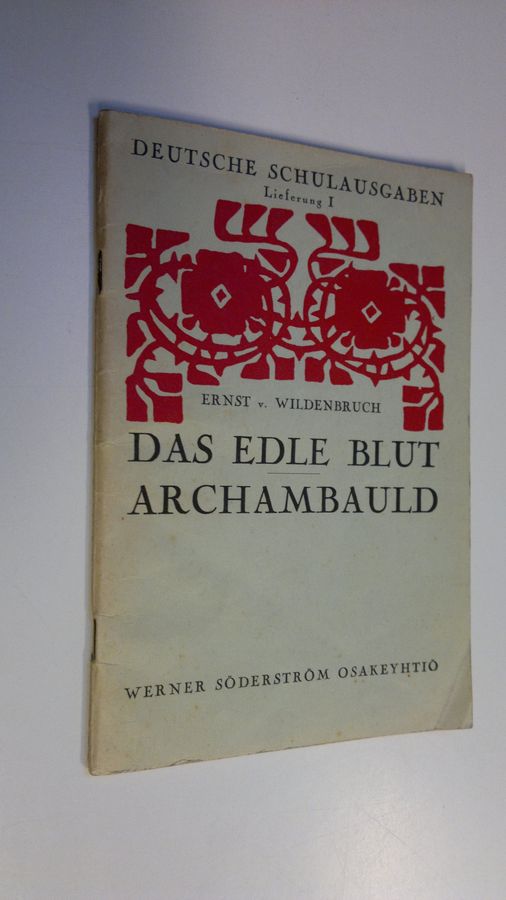 DEUTSCHE SCHULAUSGABEN
Lieferung I
ERNST v. WILDENBRUCH
DAS EDLE BLUT
ARCHAMBAULD
WERNER SÖDERSTRÖM OSAKEYHTIÖ